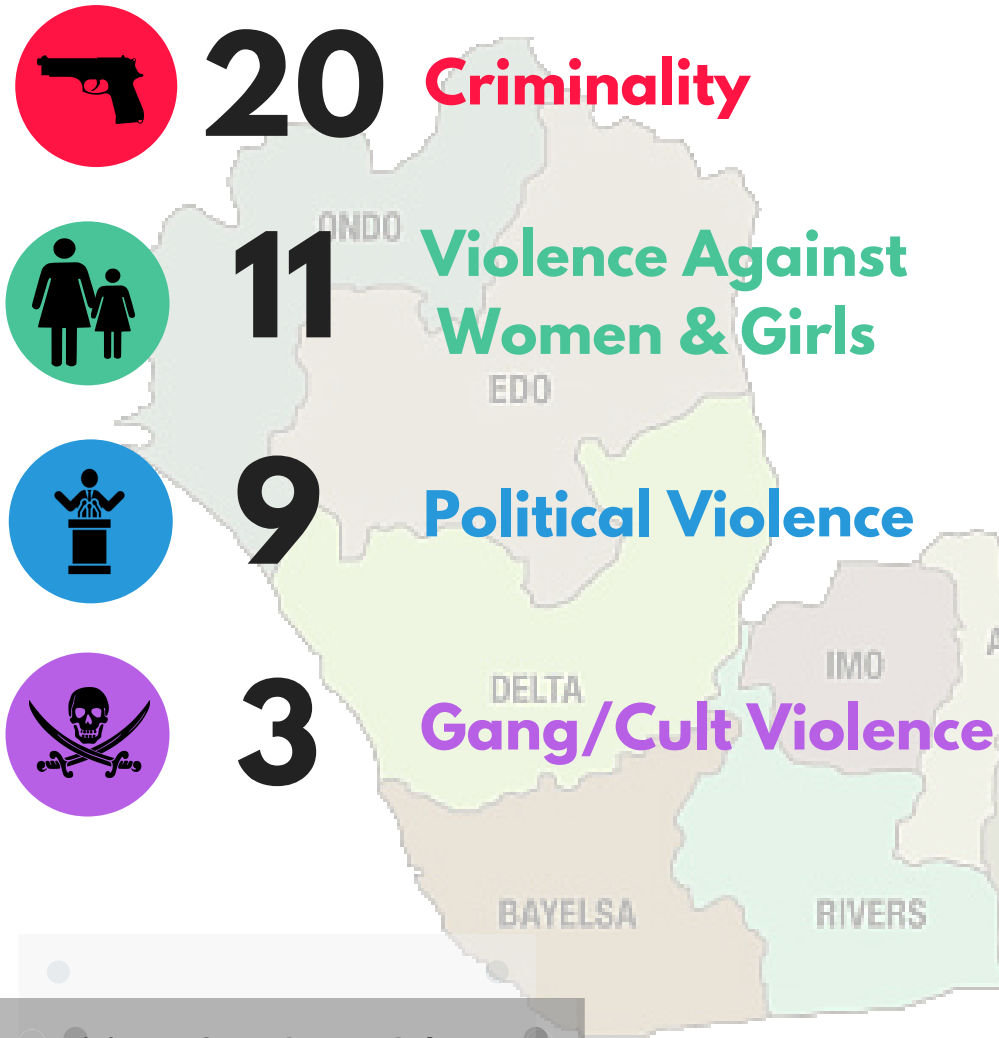 20 Criminality
ONDO
11 Violence Against
Women & Girls
EDO
9 Political Violence
IMO
DELTA
3 Gang/Cult Violence
BAYELSA
RIVERS